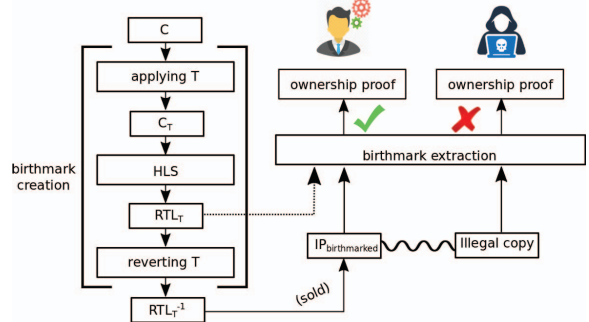 C
applying T
C_T
birthmark
creation
HLS
RTL_T
reverting T
RTL_T^-1
(sold)
ownership proof
ownership proof
birthmark extraction
IP_birthmarked
Illegal copy